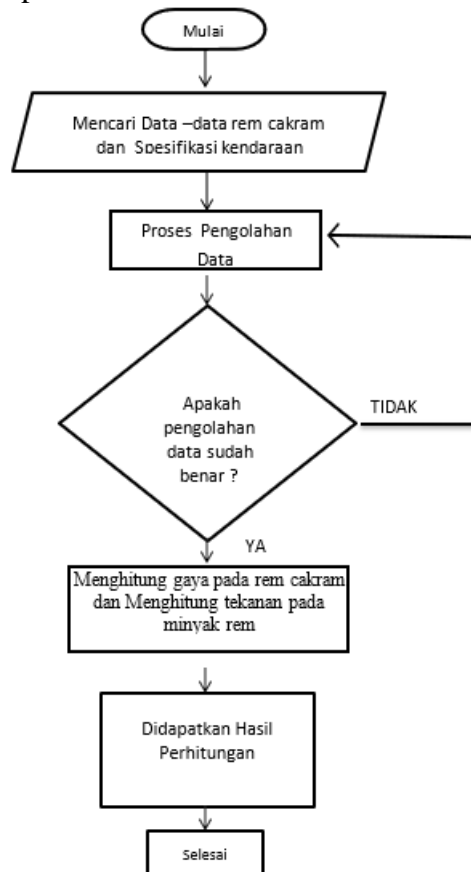 Mulai
Mencari Data –data rem cakram
dan Spesifikasi kendaraan
Proses Pengolahan
Data
Apakah
pengolahan
data sudah
benar ?
TIDAK
YA
Menghitung gaya pada rem cakram
dan Menghitung tekanan pada
minyak rem
Didapatkan Hasil
Perhitungan
Selesai